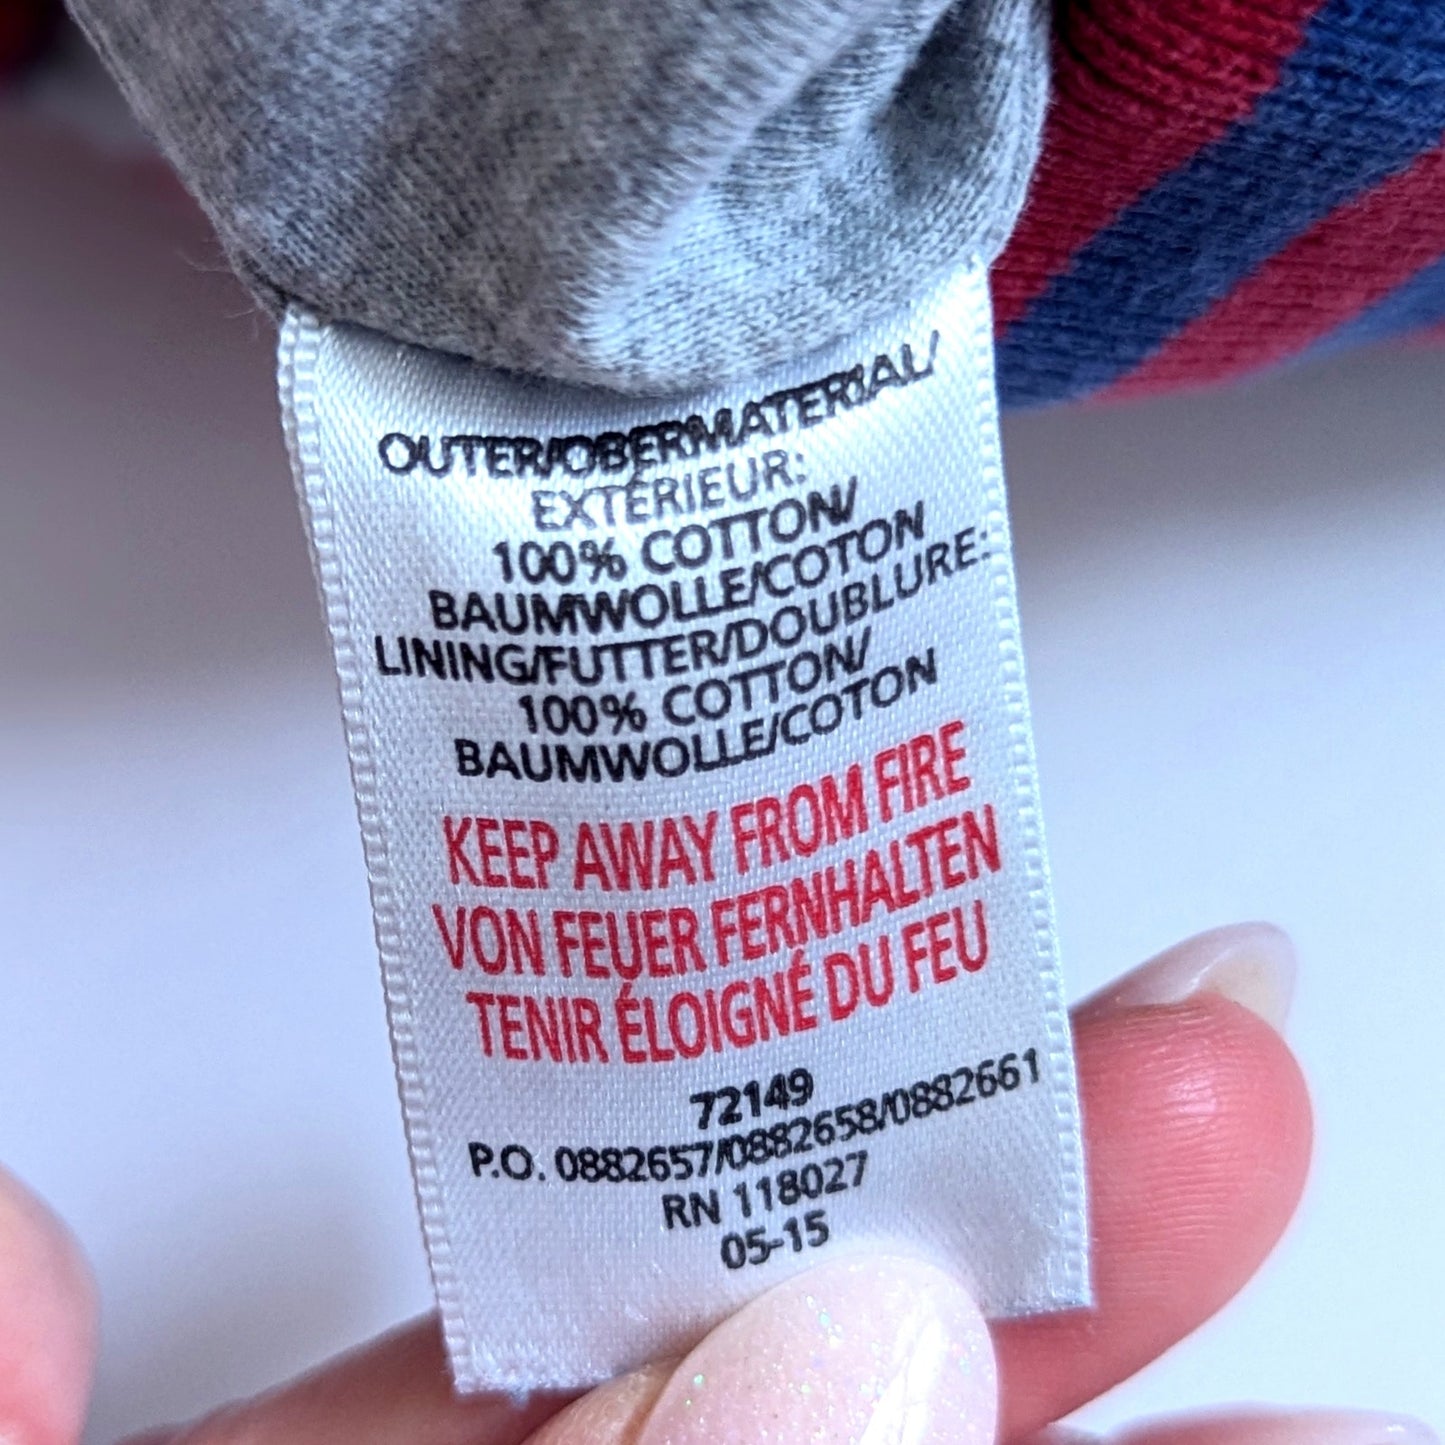 OUTER/OBERMATERIAL/
EXTÉRIEUR:
100% COTTON/
BAUMWOLLE/COTON
LINING/FUTTER/DOUBLURE:
100% COTTON/
BAUMWOLLE/COTON
KEEP AWAY FROM FIRE
VON FEUER FERNHALTEN
TENIR ÉLOIGNÉ DU FEU
72149
P.O. 0882657/0882658/0882661
RN 118027
05-15